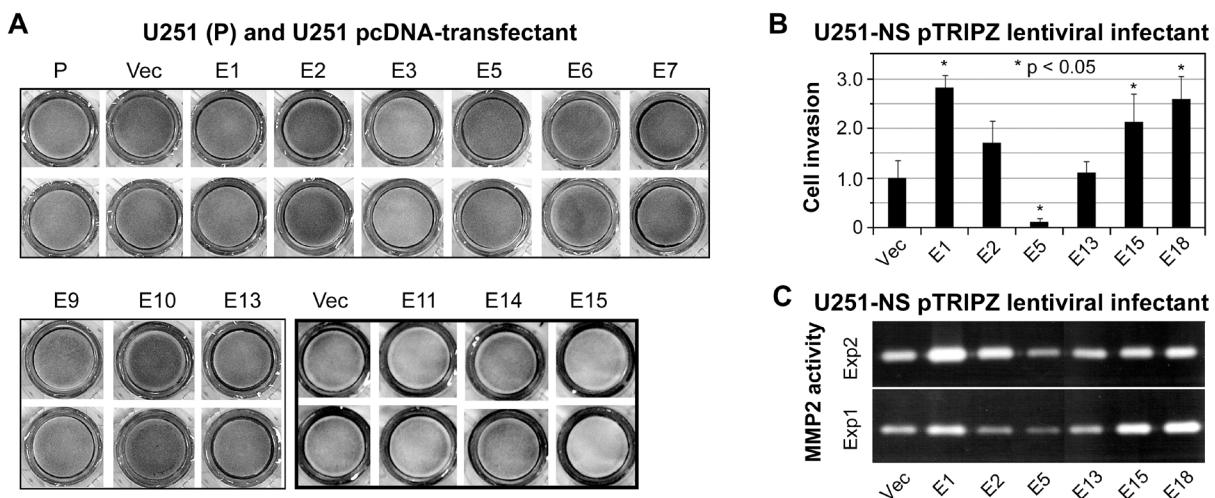 A
U251 (P) and U251 pcDNA-transfectant
P Vec E1 E2 E3 E5 E6 E7
E9 E10 E13 Vec E11 E14 E15
B
U251-NS pTRIPZ lentiviral infectant
* p < 0.05
Cell invasion
3.0
2.0
1.0
0
* * * *
Vec E1 E2 E5 E13 E15 E18
C
U251-NS pTRIPZ lentiviral infectant
MMP2 activity
Exp2
Exp1
Vec E1 E2 E5 E13 E15 E18